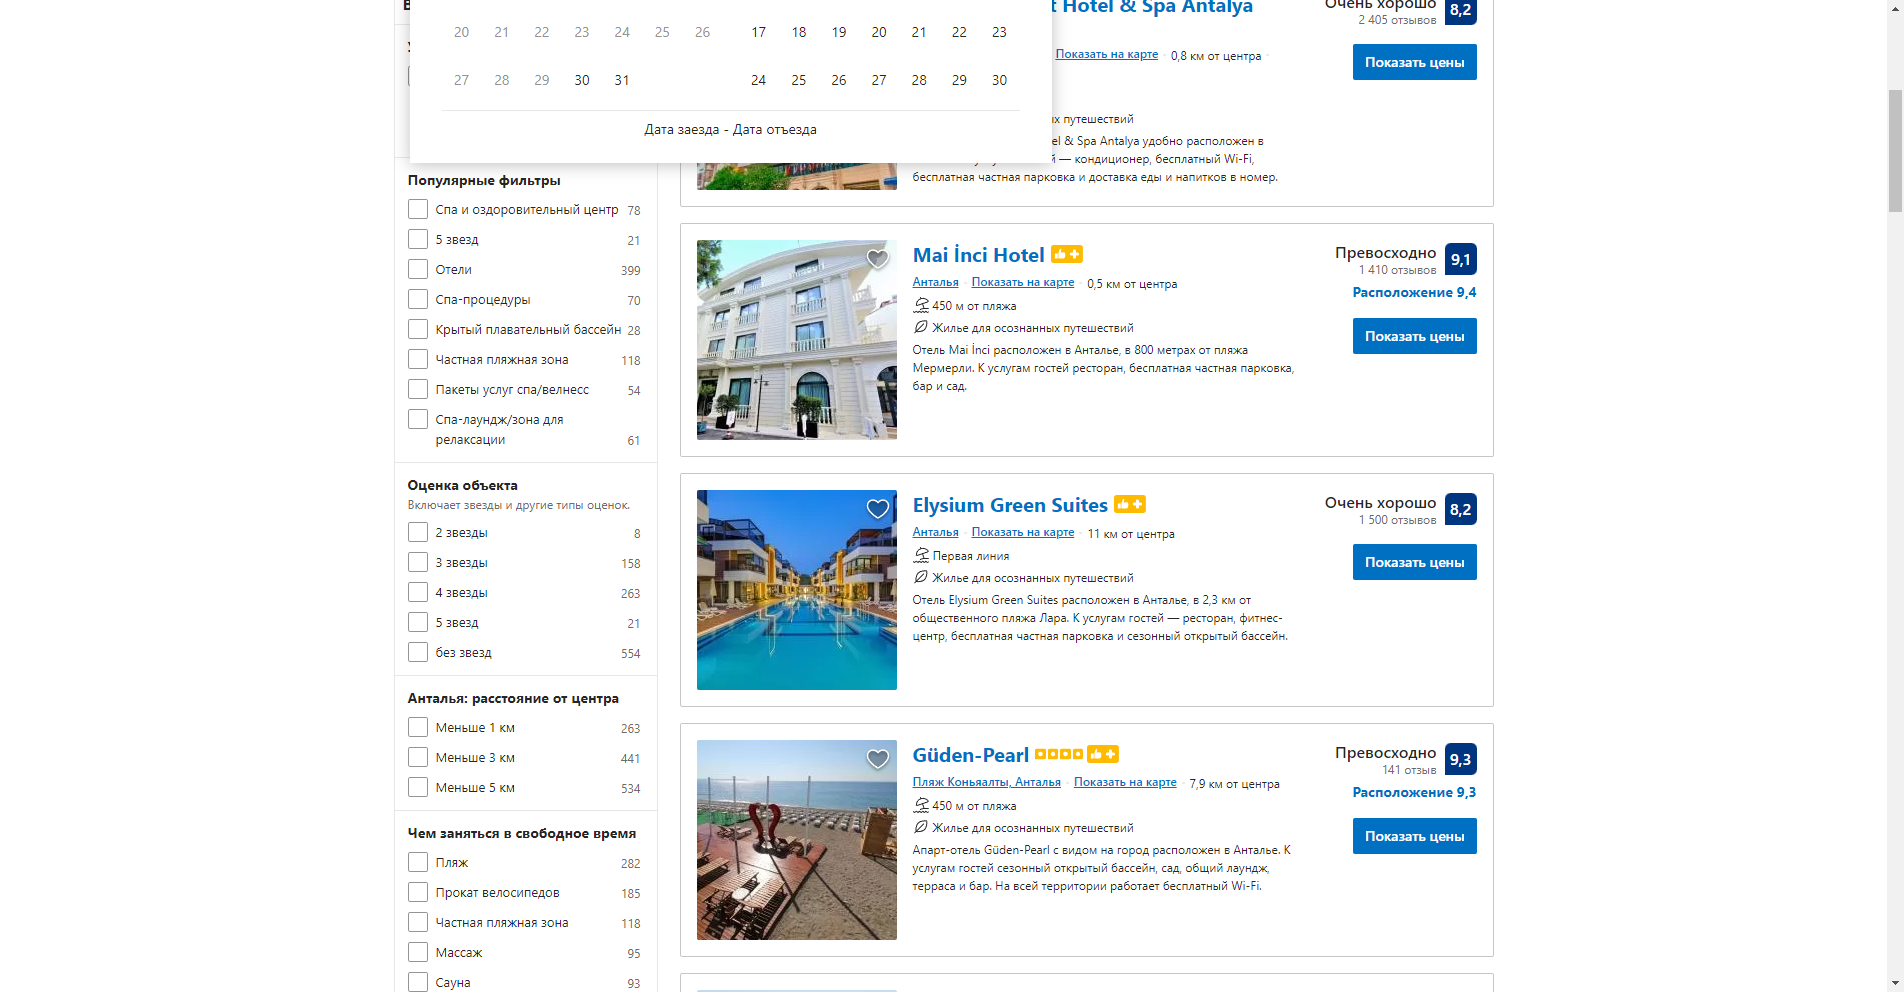 20 21 22 23 24 25 26
27 28 29 30 31
17 18 19 20 21 22 23
24 25 26 27 28 29 30
Дата заезда - Дата отъезда
Популярные фильтры
Спа и оздоровительный центр 78
5 звезд 21
Отели 399
Спа-процедуры 70
Крытый плавательный бассейн 28
Частная пляжная зона 118
Пакеты услуг спа/велнесс 54
Спа-лаундж/зона для
релаксации 61
Оценка объекта
Включает звезды и другие типы оценок.
2 звезды 8
3 звезды 158
4 звезды 263
5 звезд 21
без звезд 554
Анталья: расстояние от центра
Меньше 1 км 263
Меньше 3 км 441
Меньше 5 км 534
Чем заняться в свободное время
Пляж 282
Прокат велосипедов 185
Частная пляжная зона 118
Массаж 95
Сауна 93
t Hotel & Spa Antalya
Очень хорошо 8,2
2 405 отзывов
Показать на карте · 0,8 км от центра ·
Показать цены
ых путешествий
el & Spa Antalya удобно расположен в
й — кондиционер, бесплатный Wi-Fi,
бесплатная частная парковка и доставка еды и напитков в номер.
Mai İnci Hotel
Превосходно 9,1
1 410 отзывов
Анталья · Показать на карте · 0,5 км от центра
Расположение 9,4
450 м от пляжа
Жилье для осознанных путешествий
Показать цены
Отель Mai İnci расположен в Анталье, в 800 метрах от пляжа
Мермерли. К услугам гостей ресторан, бесплатная частная парковка,
бар и сад.
Elysium Green Suites
Очень хорошо 8,2
1 500 отзывов
Анталья · Показать на карте · 11 км от центра
Первая линия
Показать цены
Жилье для осознанных путешествий
Отель Elysium Green Suites расположен в Анталье, в 2,3 км от
общественного пляжа Лара. К услугам гостей — ресторан, фитнес-
центр, бесплатная частная парковка и сезонный открытый бассейн.
Güden-Pearl
Превосходно 9,3
141 отзыв
Пляж Коньяалты, Анталья · Показать на карте · 7,9 км от центра
Расположение 9,3
450 м от пляжа
Жилье для осознанных путешествий
Показать цены
Апарт-отель Güden-Pearl с видом на город расположен в Анталье. К
услугам гостей сезонный открытый бассейн, сад, общий лаундж,
терраса и бар. На всей территории работает бесплатный Wi-Fi.